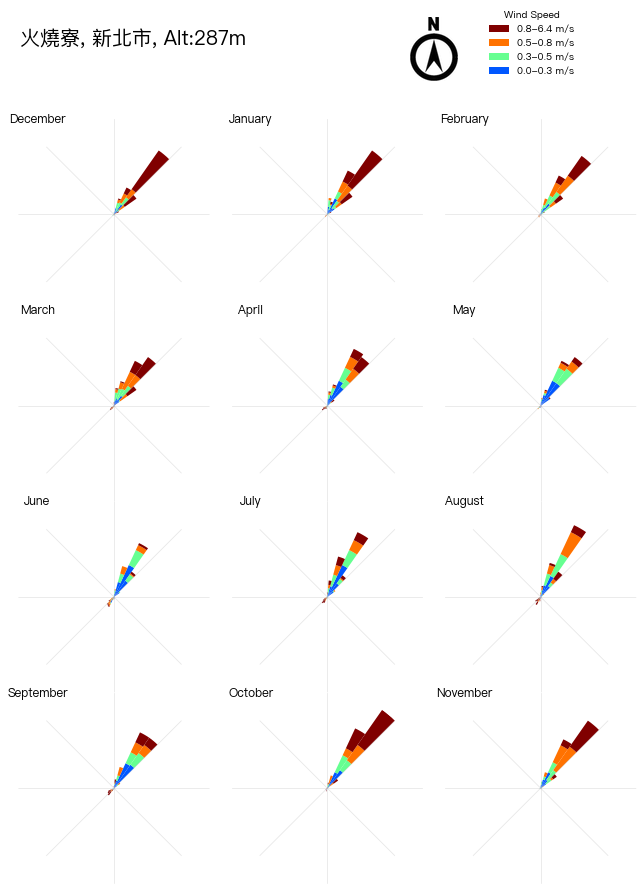 火燒寮, 新北市, Alt:287m
N
Wind Speed
0.8–6.4 m/s
0.5–0.8 m/s
0.3–0.5 m/s
0.0–0.3 m/s
December
January
February
March
April
May
June
July
August
September
October
November